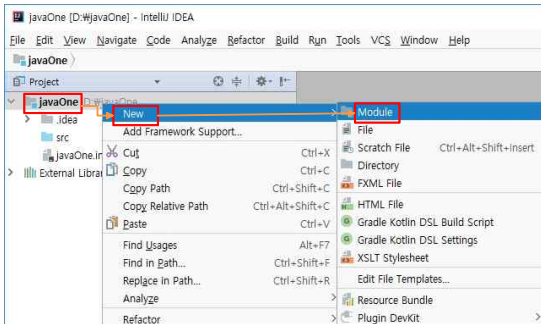 javaOne [D:₩javaOne] - IntelliJ IDEA
File Edit View Navigate Code Analyze Refactor Build Run Tools VCS Window Help
javaOne
Project
javaOne D:₩javaOne
.idea
src
javaOne.im
External Librar
New
Add Framework Support...
Cut Ctrl+X
Copy Ctrl+C
Copy Path Ctrl+Shift+C
Copy Relative Path Ctrl+Alt+Shift+C
Paste Ctrl+V
Find Usages Alt+F7
Find in Path... Ctrl+Shift+F
Replace in Path... Ctrl+Shift+R
Analyze
Refactor
Module
File
Scratch File Ctrl+Alt+Shift+Insert
Directory
FXML File
HTML File
Gradle Kotlin DSL Build Script
Gradle Kotlin DSL Settings
XSLT Stylesheet
Edit File Templates...
Resource Bundle
Plugin DevKit